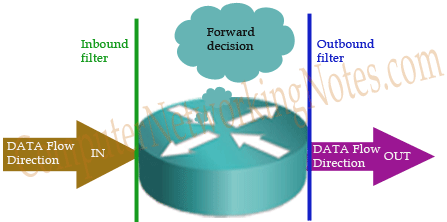 Inbound
filter
Forward
decision
Outbound
filter
DATA Flow
Direction
IN
DATA Flow
Direction
OUT
ComputerNetworkingNotes.com